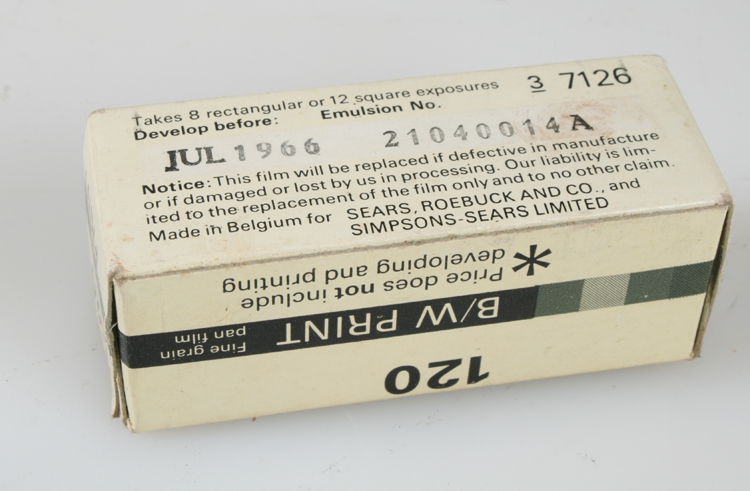 Takes 8 rectangular or 12 square exposures
3 7126
Develop before: Emulsion No.
JUL 1966 21040014A
Notice: This film will be replaced if defective in manufacture
or if damaged or lost by us in processing. Our liability is lim-
ited to the replacement of the film only and to no other claim.
Made in Belgium for SEARS, ROEBUCK AND CO., and
SIMPSONS-SEARS LIMITED
120
B/W PRINT
Fine grain
pan film
* Price does not include
developing and printing